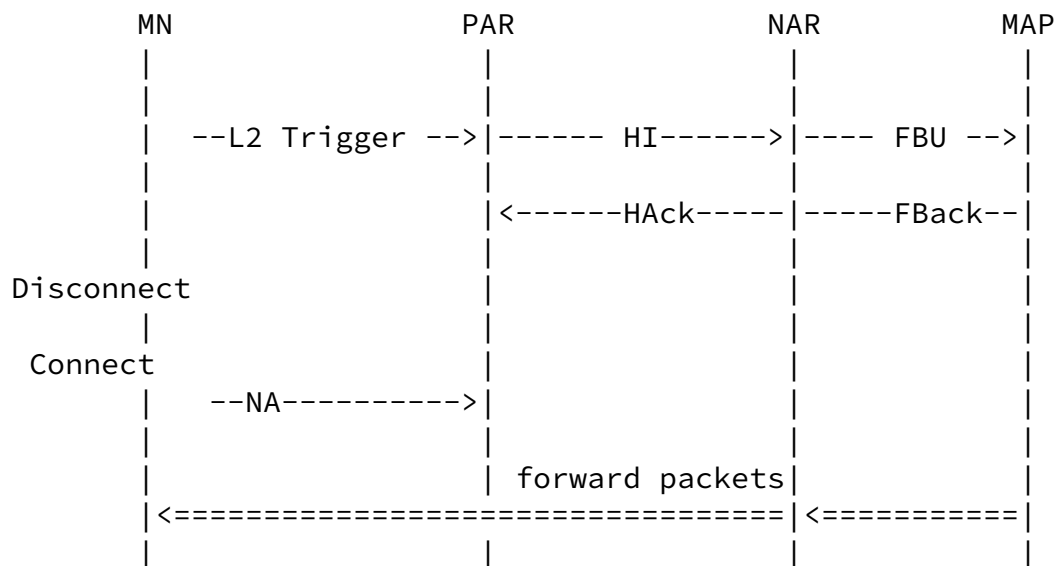 MN PAR NAR MAP
--L2 Trigger -->|------ HI------>|---- FBU -->|
|<------HAck-----|-----FBack--|
Disconnect
Connect
--NA---------->|
forward packets|
|<==================================|<===========|